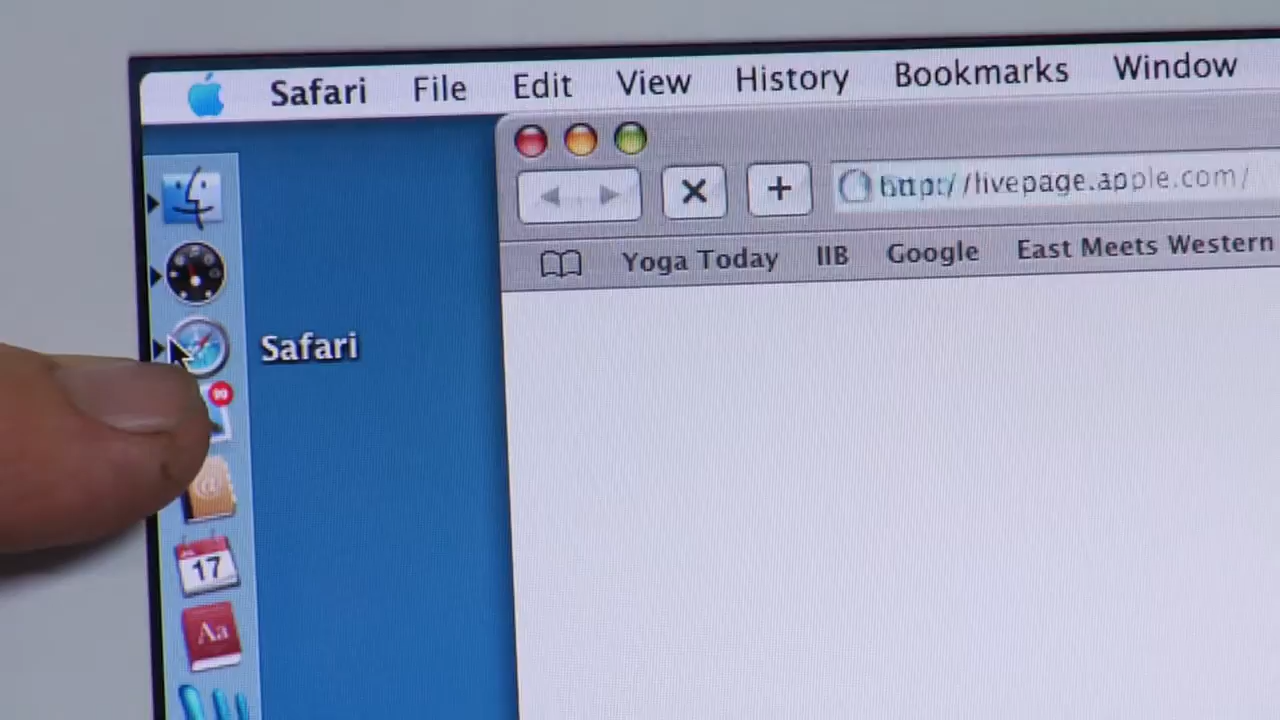 Safari File Edit View History Bookmarks Window
http://livepage.apple.com/
Yoga Today IIB Google East Meets Western
Safari
@
17
Aa